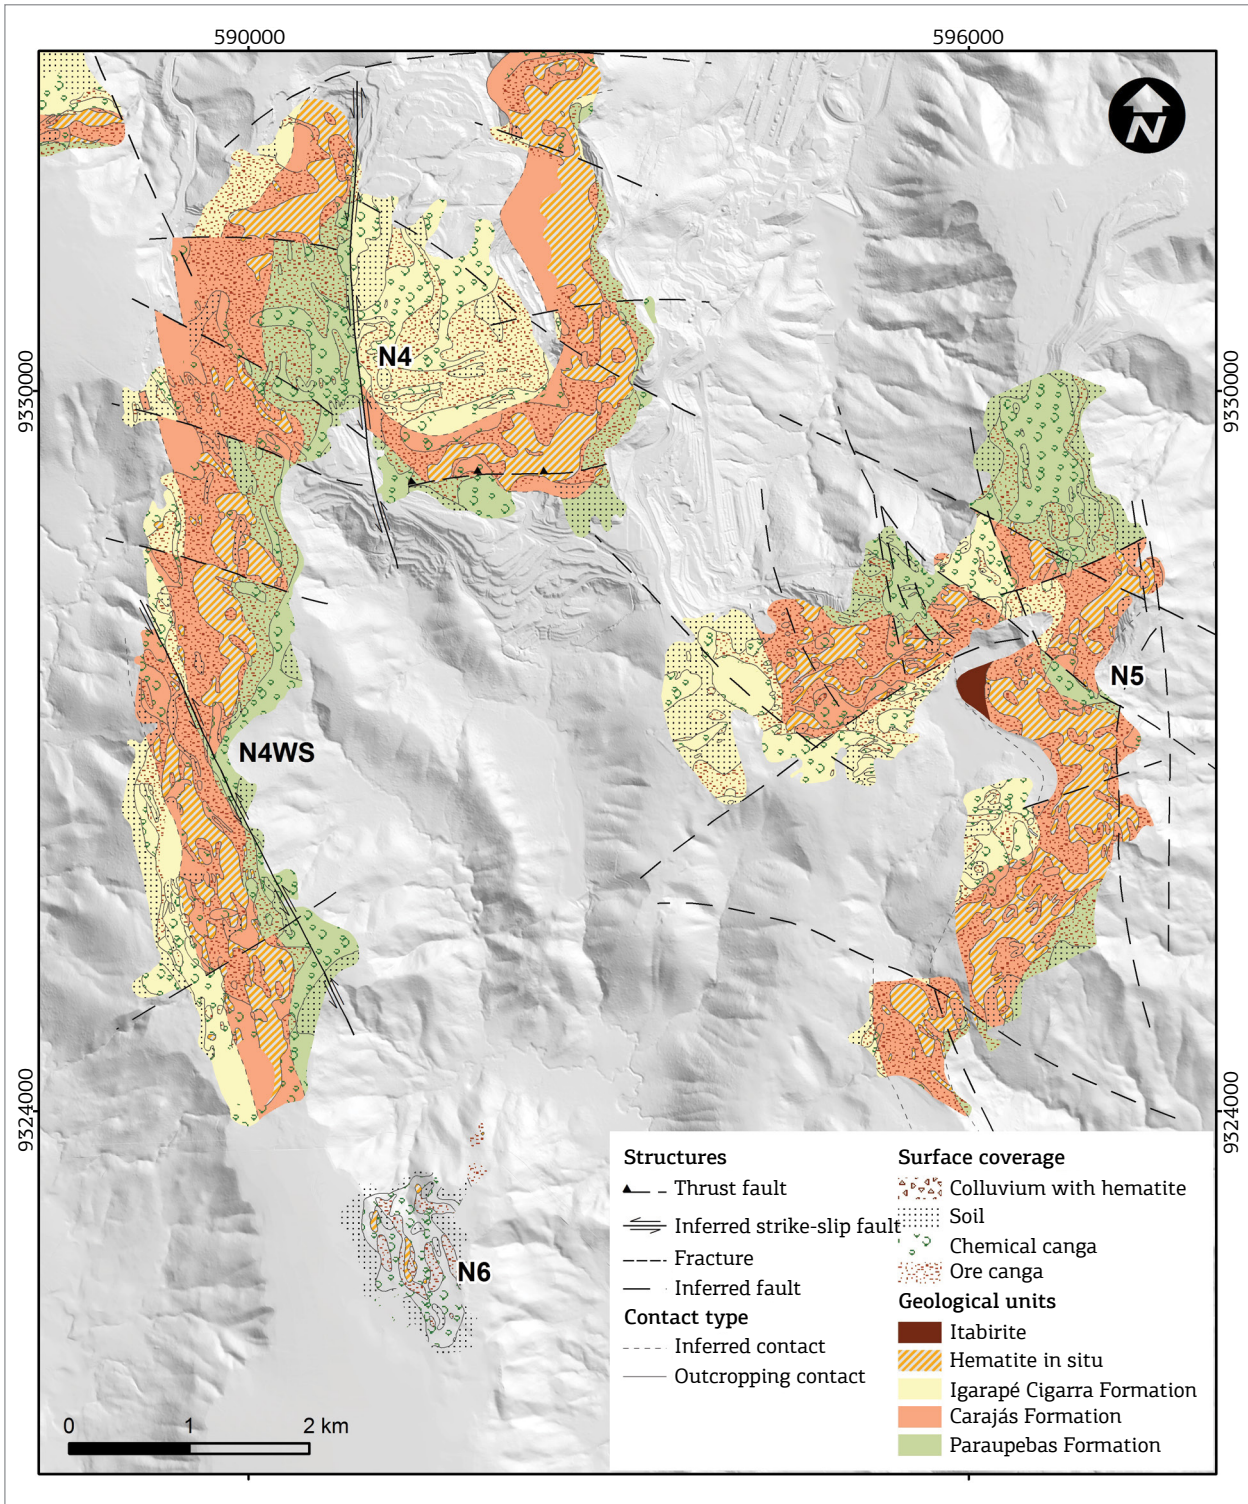 590000
596000
N
N4
9330000
9330000
N5
N4WS
9324000
9324000
N6
Structures
Thrust fault
Inferred strike-slip fault
Fracture
Inferred fault
Contact type
Inferred contact
Outcropping contact
Surface coverage
Colluvium with hematite
Soil
Chemical canga
Ore canga
Geological units
Itabirite
Hematite in situ
Igarapé Cigarra Formation
Carajás Formation
Paraupebas Formation
0 1 2 km